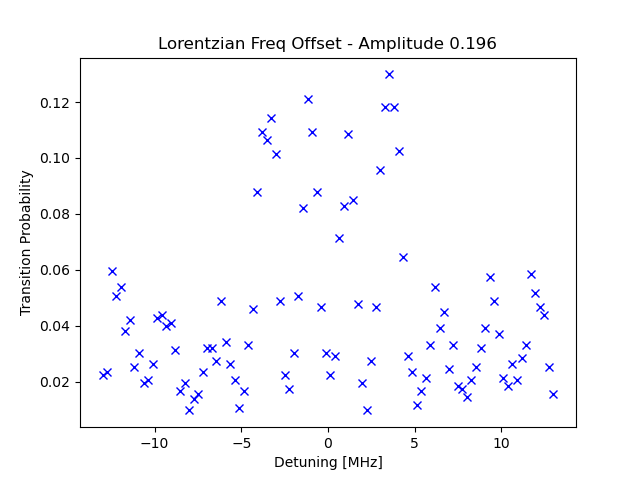 Lorentzian Freq Offset - Amplitude 0.196
Transition Probability
0.12
0.10
0.08
0.06
0.04
0.02
−10 −5 0 5 10
Detuning [MHz]